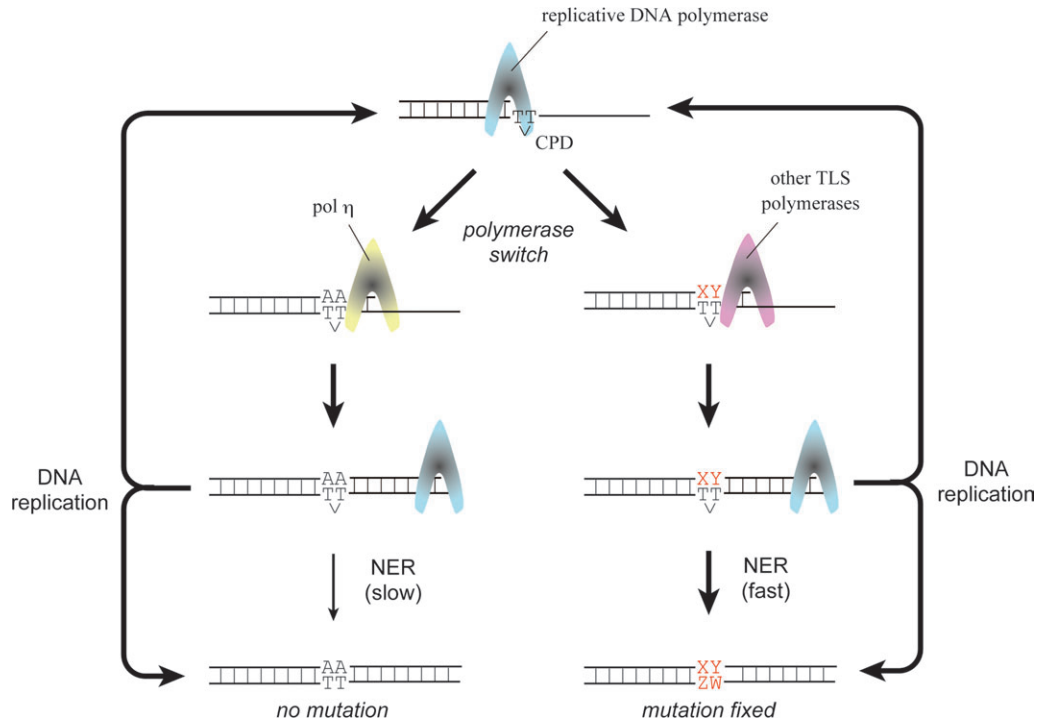 replicative DNA polymerase
TT
CPD
pol η
polymerase
switch
other TLS
polymerases
AA
TT
XY
TT
DNA
replication
AA
TT
XY
TT
DNA
replication
NER
(slow)
NER
(fast)
AA
TT
XY
ZW
no mutation
mutation fixed